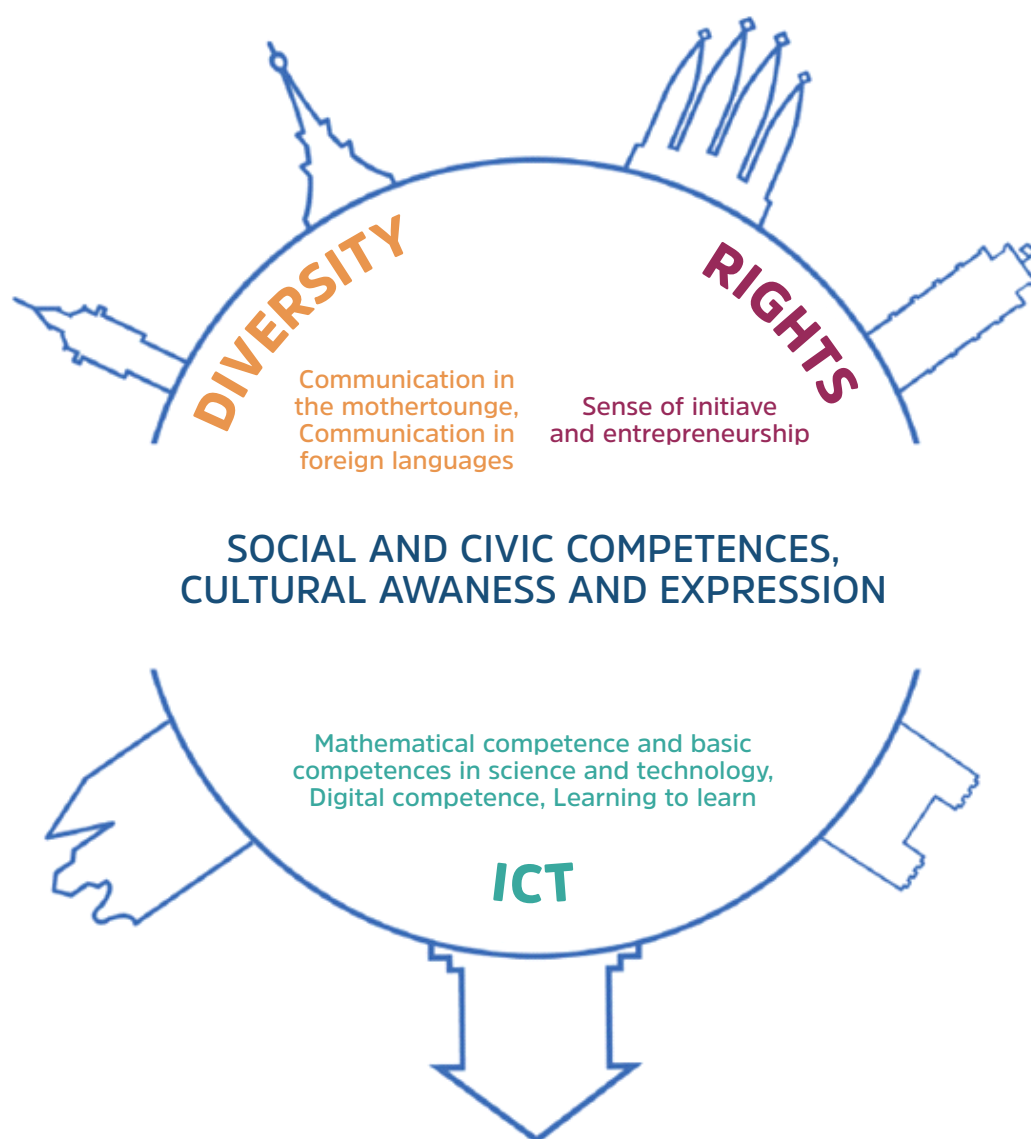 DIVERSITY
RIGHTS
Communication in
the mothertounge,
Communication in
foreign languages
Sense of initiave
and entrepreneurship
SOCIAL AND CIVIC COMPETENCES,
CULTURAL AWANESS AND EXPRESSION
Mathematical competence and basic
competences in science and technology,
Digital competence, Learning to learn
ICT